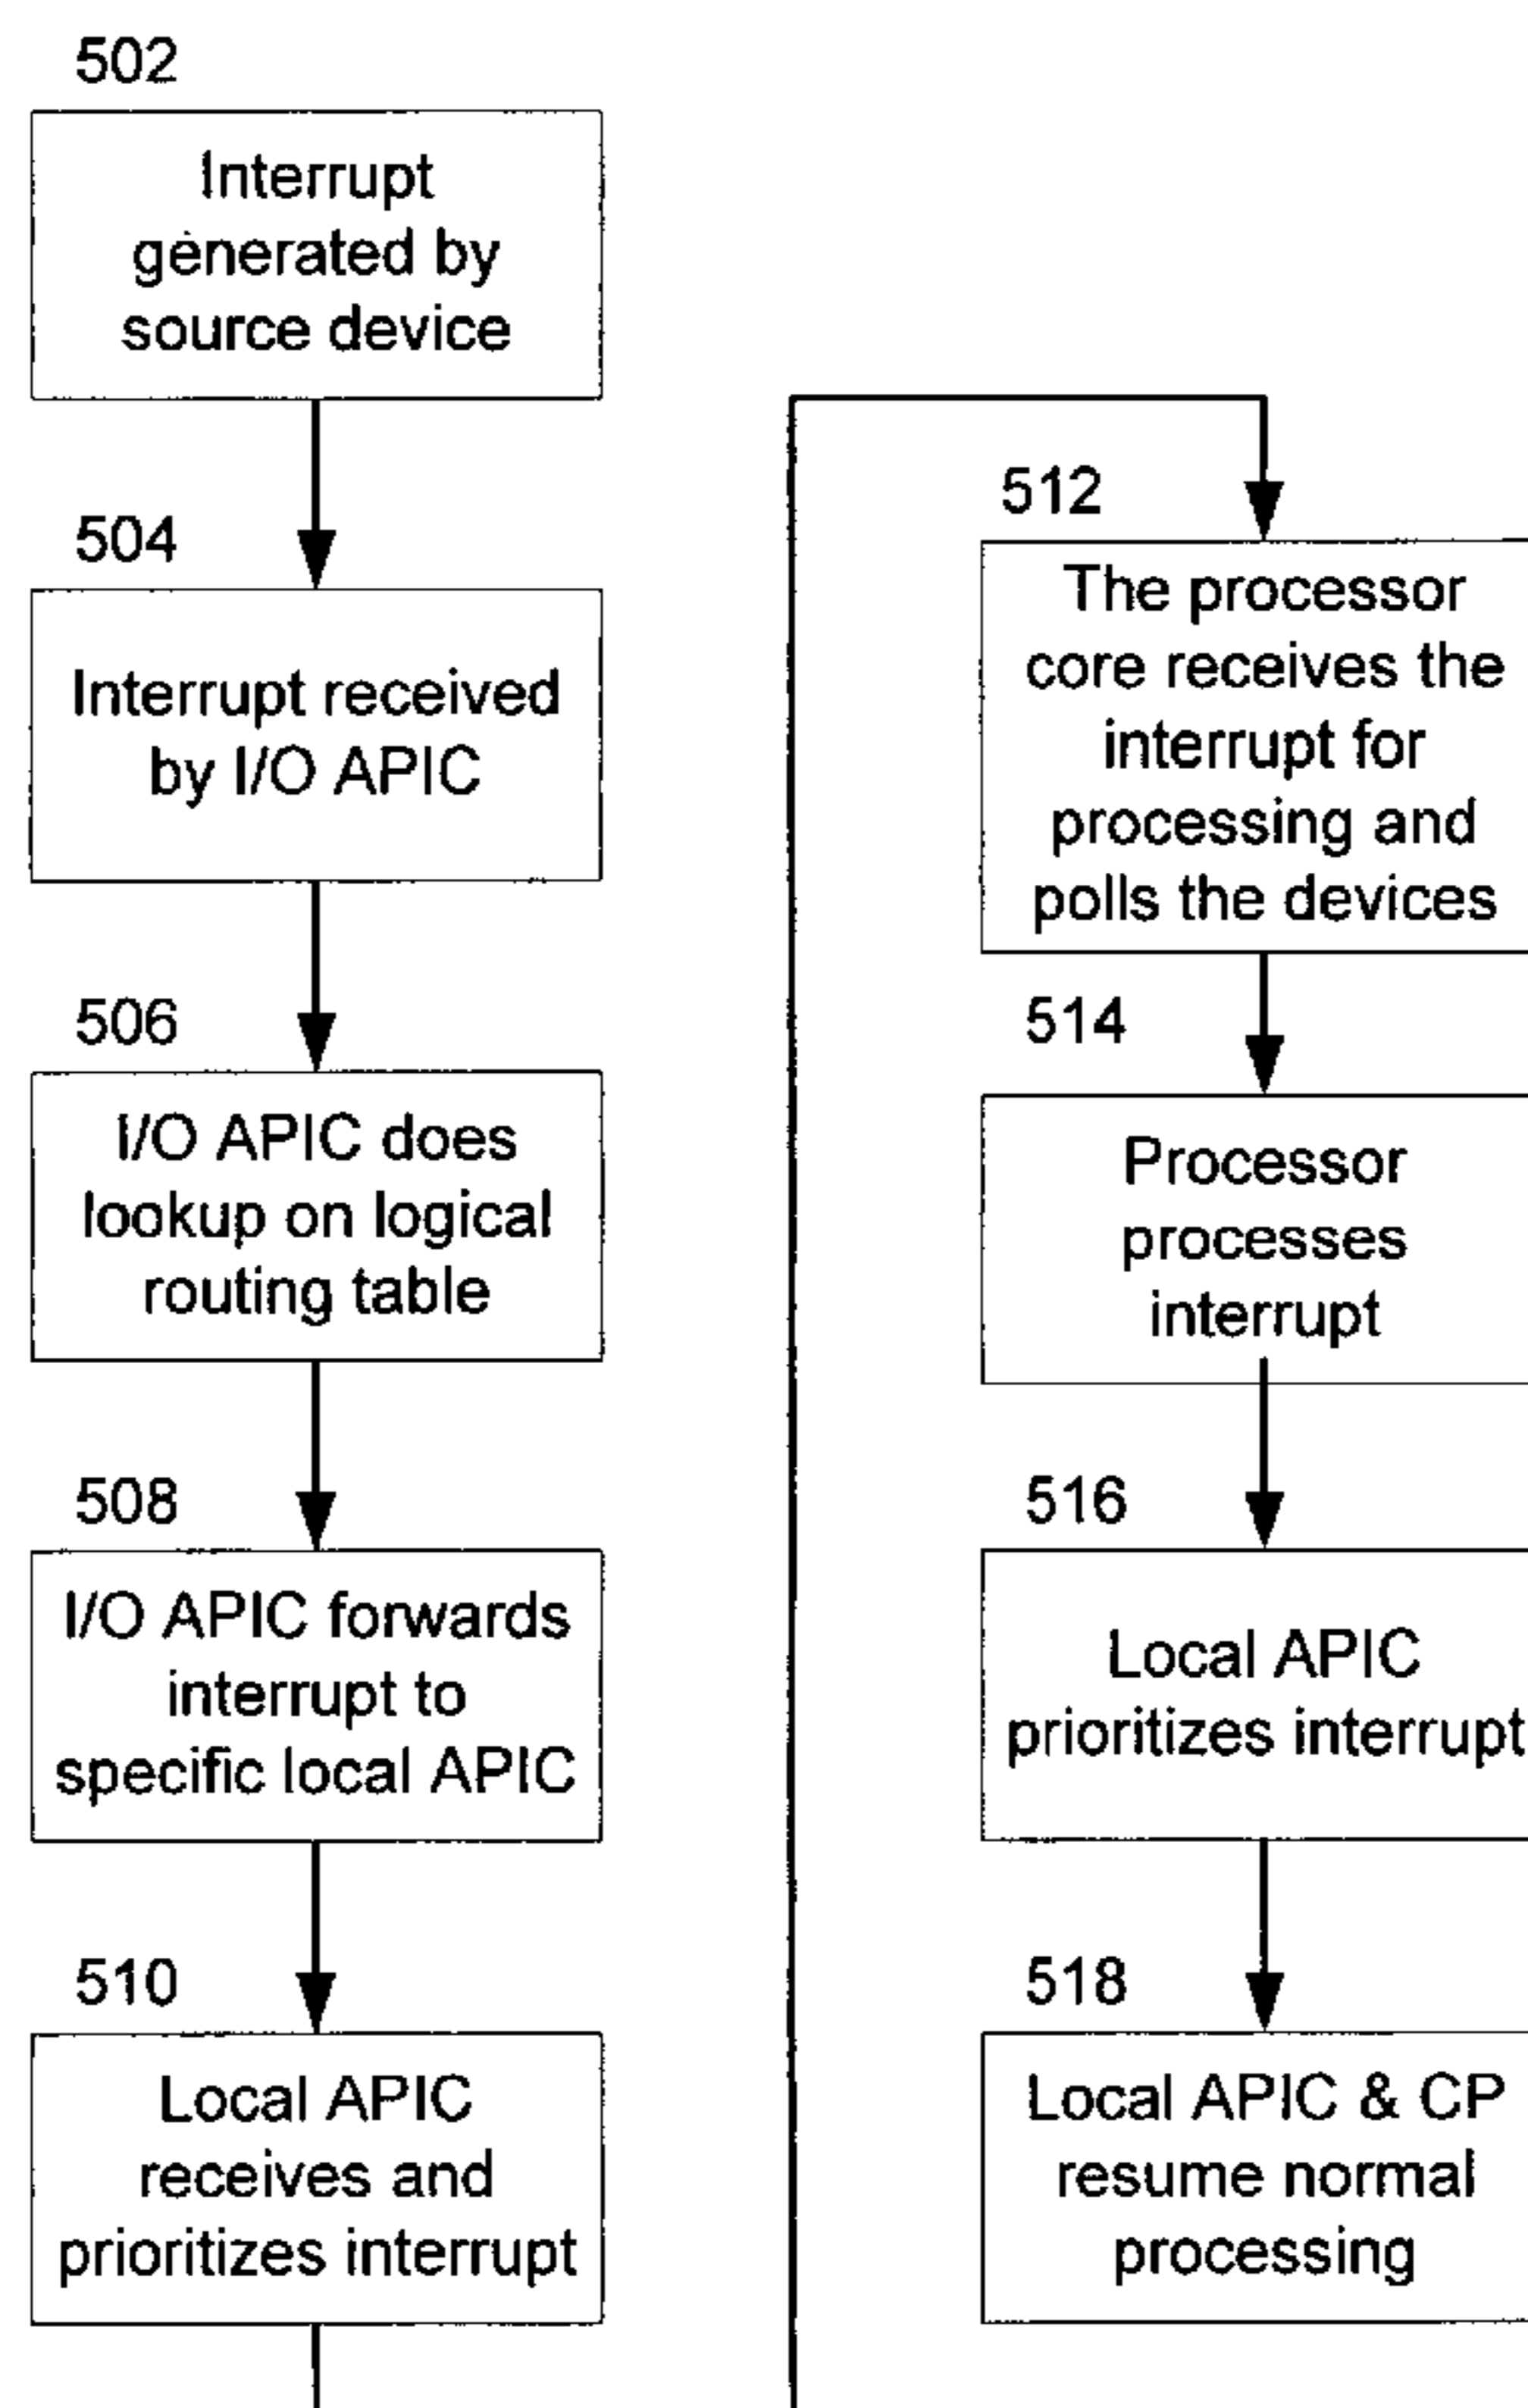 502
Interrupt
generated by
source device
504
Interrupt received
by I/O APIC
506
I/O APIC does
lookup on logical
routing table
508
I/O APIC forwards
interrupt to
specific local APIC
510
Local APIC
receives and
prioritizes interrupt
512
The processor
core receives the
interrupt for
processing and
polls the devices
514
Processor
processes
interrupt
516
Local APIC
prioritizes interrupt
518
Local APIC & CP
resume normal
processing